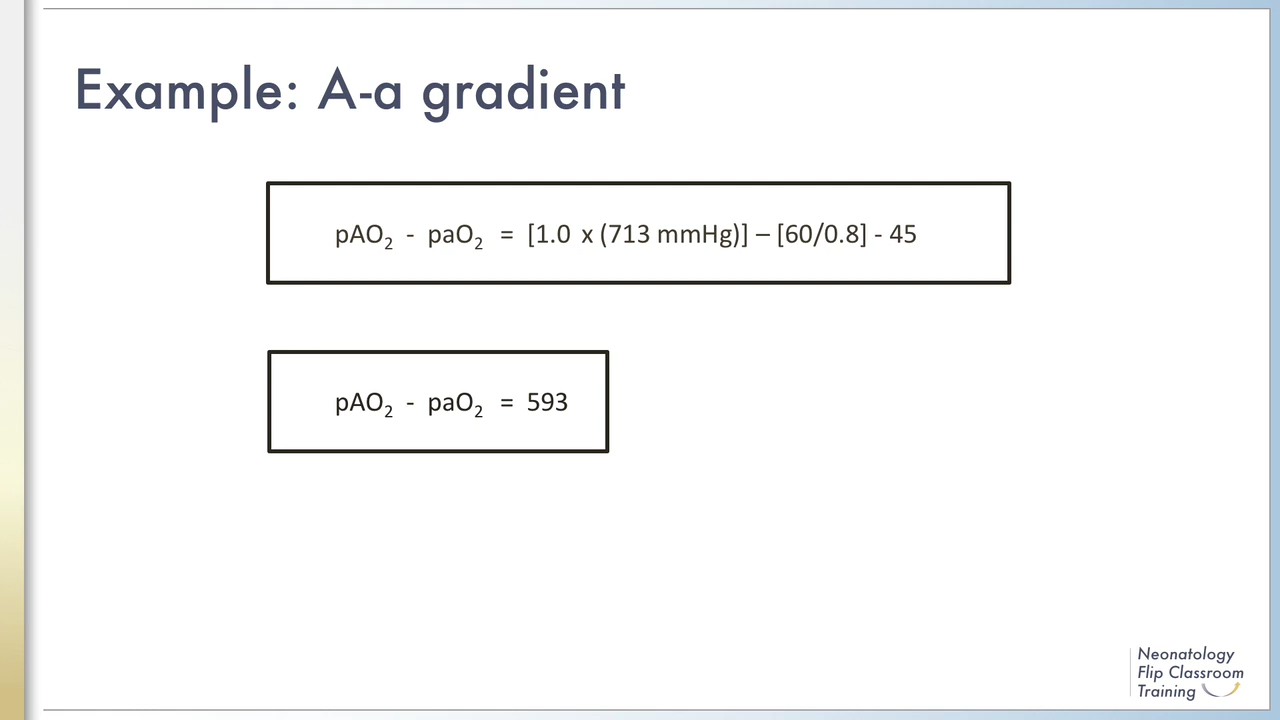 Example: A-a gradient
pAO₂ - paO₂ = [1.0 x (713 mmHg)] – [60/0.8] - 45
pAO₂ - paO₂ = 593
Neonatology
Flip Classroom
Training